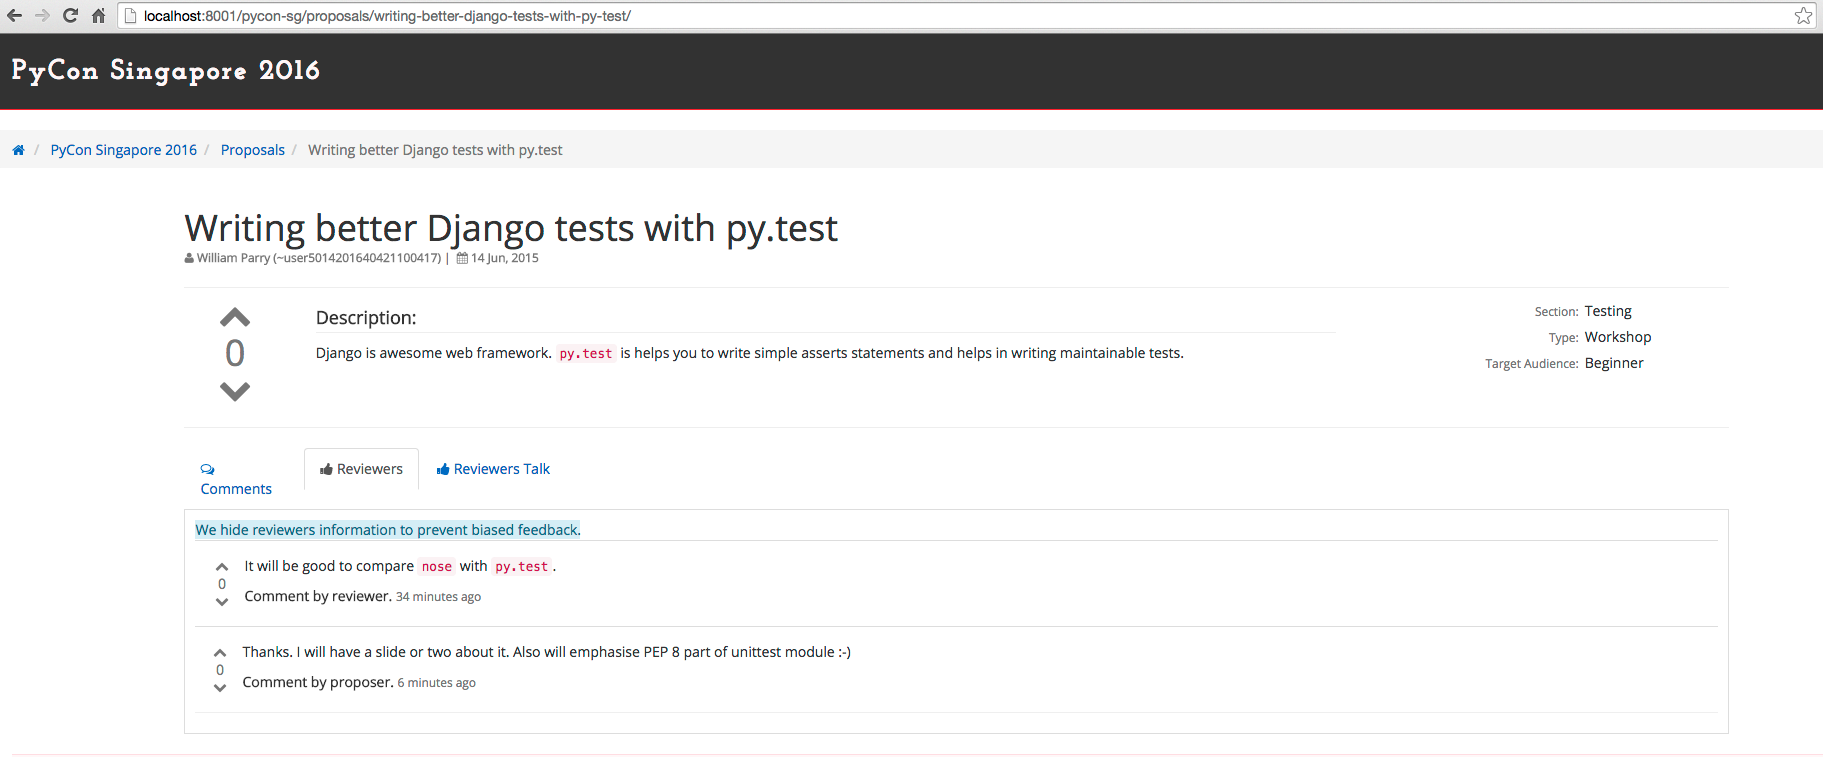 localhost:8001/pycon-sg/proposals/writing-better-django-tests-with-py-test/
PyCon Singapore 2016
/ PyCon Singapore 2016 / Proposals / Writing better Django tests with py.test
Writing better Django tests with py.test
William Parry (~user5014201640421100417) | 14 Jun, 2015
0
Description:
Django is awesome web framework. py.test is helps you to write simple asserts statements and helps in writing maintainable tests.
Section: Testing
Type: Workshop
Target Audience: Beginner
Comments
Reviewers
Reviewers Talk
We hide reviewers information to prevent biased feedback.
0
It will be good to compare nose with py.test.
Comment by reviewer. 34 minutes ago
0
Thanks. I will have a slide or two about it. Also will emphasise PEP 8 part of unittest module :-)
Comment by proposer. 6 minutes ago